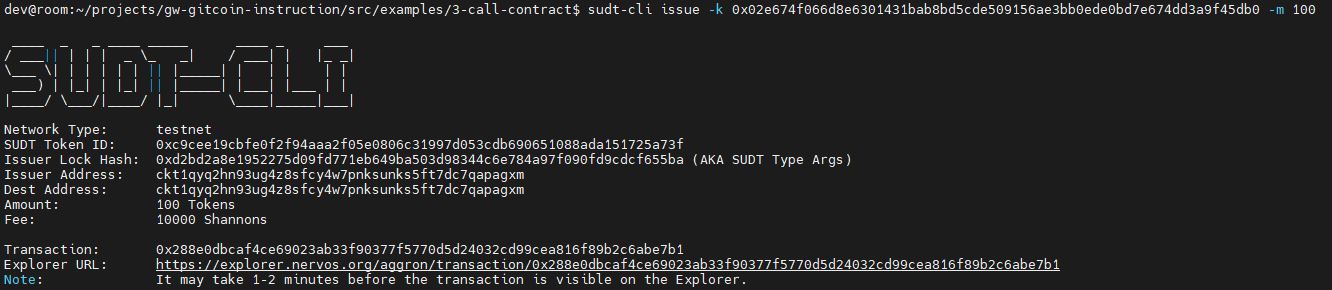 dev@room:~/projects/gw-gitcoin-instruction/src/examples/3-call-contract$ sudt-cli issue -k 0x02e674f066d8e6301431bab8bd5cde509156ae3bb0ede0bd7e674dd3a9f45db0 -m 100
SUDT-CLI
Network Type: testnet
SUDT Token ID: 0xc9cee19cbfe0f2f94aaa2f05e0806c31997d053cdb690651088ada151725a73f
Issuer Lock Hash: 0xd2bd2a8e1952275d09fd771eb649ba503d98344c6e784a97f090fd9cdcf655ba (AKA SUDT Type Args)
Issuer Address: ckt1qyq2hn93ug4z8sfcy4w7pnksunks5ft7dc7qapagxm
Dest Address: ckt1qyq2hn93ug4z8sfcy4w7pnksunks5ft7dc7qapagxm
Amount: 100 Tokens
Fee: 10000 Shannons
Transaction: 0x288e0dbcaf4ce69023ab33f90377f5770d5d24032cd99cea816f89b2c6abe7b1
Explorer URL: https://explorer.nervos.org/aggron/transaction/0x288e0dbcaf4ce69023ab33f90377f5770d5d24032cd99cea816f89b2c6abe7b1
Note: It may take 1-2 minutes before the transaction is visible on the Explorer.